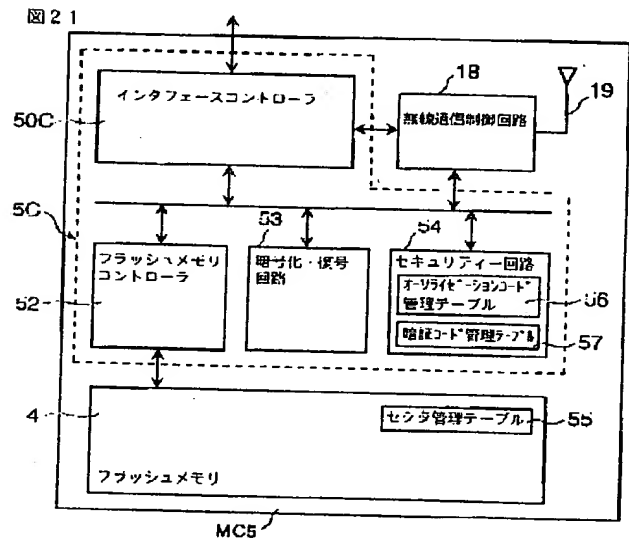 図21
インタフェースコントローラ
50C
18
無線通信制御回路
19
5C
53
54
フラッシュメモリ
コントローラ
52
暗号化・復号
回路
セキュリティー回路
オーソライゼーションコード
管理テーブル
56
暗証コード管理テーブル
57
4
セクタ管理テーブル
55
フラッシュメモリ
MC5